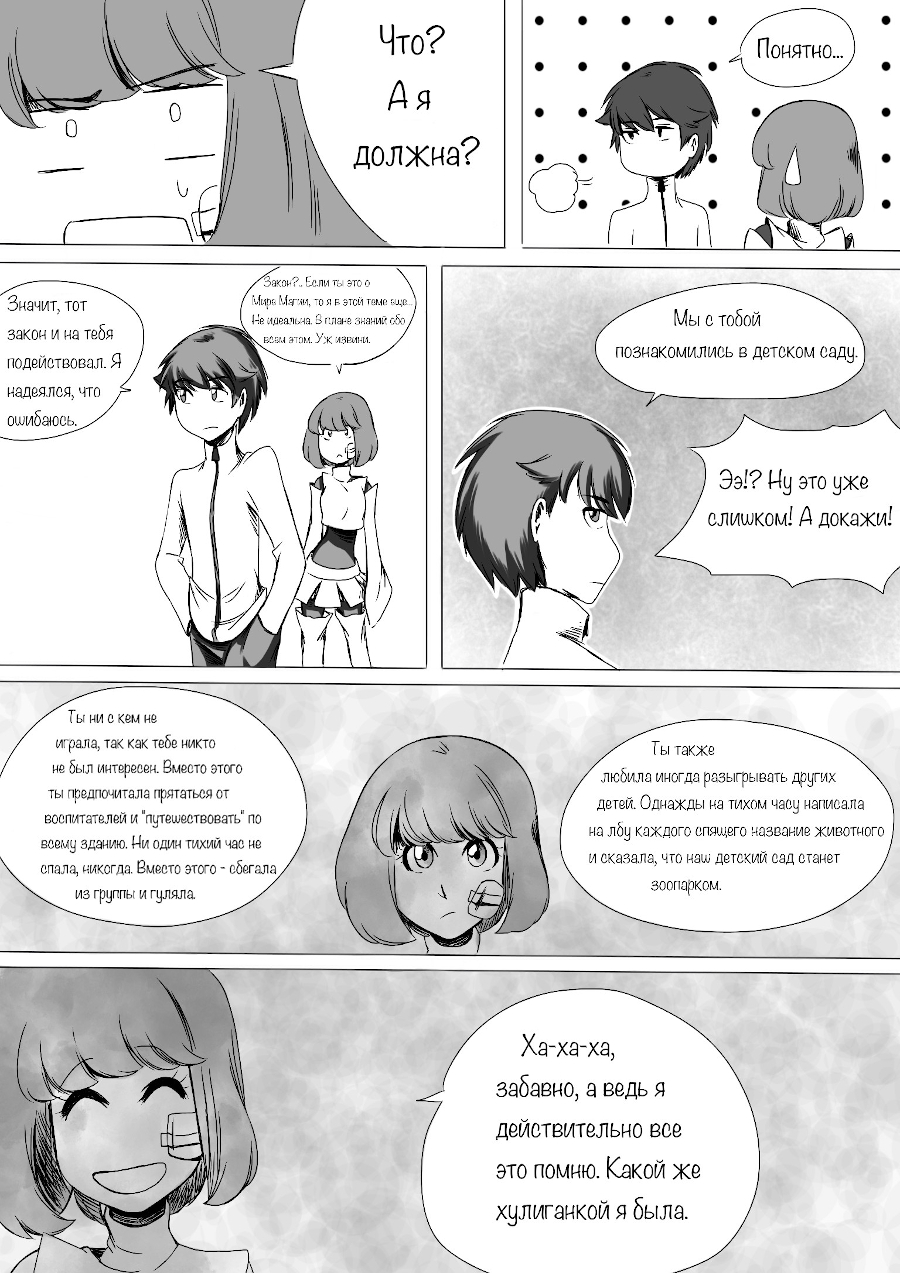 Что?
А я
должна?
Понятно...
Значит, тот
закон и на тебя
подействовал. Я
надеялся, что
ошибаюсь.
Закон?.. Если ты это о
Мире Магии, то я в этой теме еще...
Не идеальна. В плане знаний обо
всем этом. Уж извини.
Мы с тобой
познакомились в детском саду.
Ээ!? Ну это уже
слишком! А докажи!
Ты ни с кем не
играла, так как тебе никто
не был интересен. Вместо этого
ты предпочитала прятаться от
воспитателей и "путешествовать" по
всему зданию. Ни один тихий час не
спала, никогда. Вместо этого - сбегала
из группы и гуляла.
Ты также
любила иногда разыгрывать других
детей. Однажды на тихом часу написала
на лбу каждого спящего название животного
и сказала, что наш детский сад станет
зоопарком.
Ха-ха-ха,
забавно, а ведь я
действительно все
это помню. Какой же
хулиганкой я была.